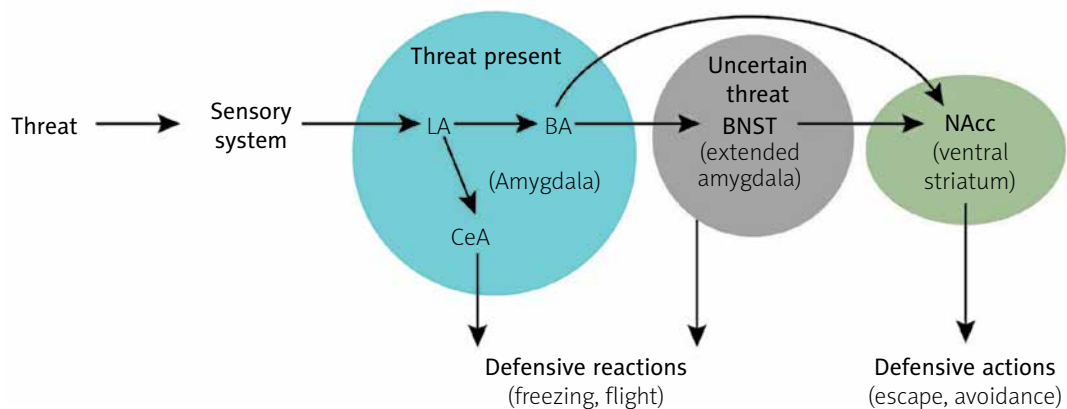 Threat
Sensory
system
Threat present
LA
BA
(Amygdala)
CeA
Uncertain
threat
BNST
(extended
amygdala)
NAcc
(ventral
striatum)
Defensive reactions
(freezing, flight)
Defensive actions
(escape, avoidance)